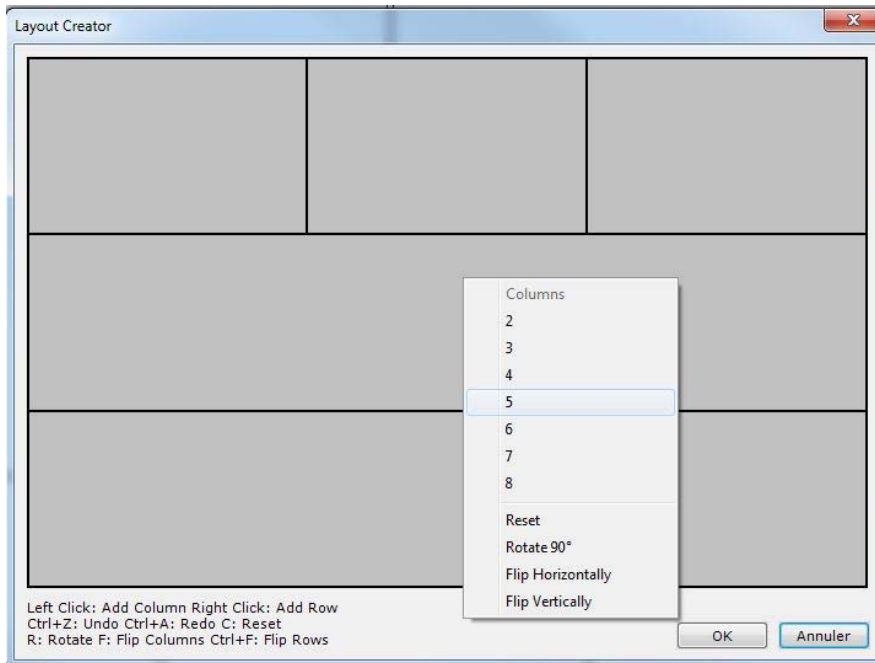 Layout Creator
Columns
2
3
4
5
6
7
8
Reset
Rotate 90°
Flip Horizontally
Flip Vertically
Left Click: Add Column Right Click: Add Row
Ctrl+Z: Undo Ctrl+A: Redo C: Reset
R: Rotate F: Flip Columns Ctrl+F: Flip Rows
OK
Annuler